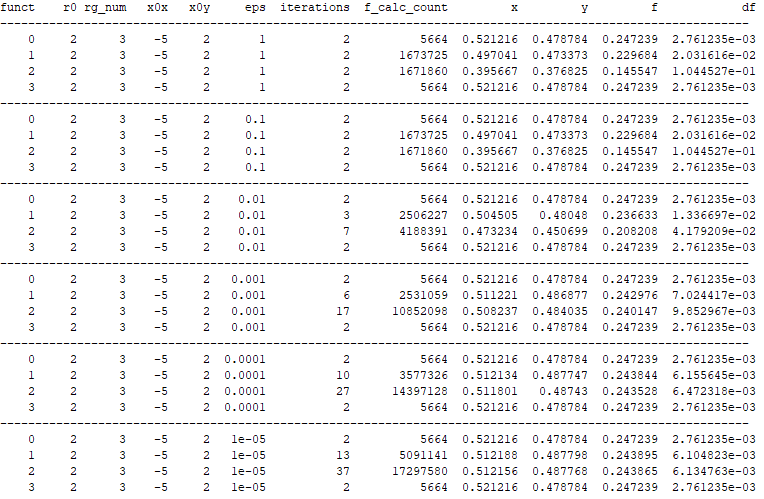 funct r0 rg_num x0x x0y eps iterations f_calc_count x y f df
0 2 3 -5 2 1 2 5664 0.521216 0.478784 0.247239 2.761235e-03
1 2 3 -5 2 1 2 1673725 0.497041 0.473373 0.229684 2.031616e-02
2 2 3 -5 2 1 2 1671860 0.395667 0.376825 0.145547 1.044527e-01
3 2 3 -5 2 1 2 5664 0.521216 0.478784 0.247239 2.761235e-03
0 2 3 -5 2 0.1 2 5664 0.521216 0.478784 0.247239 2.761235e-03
1 2 3 -5 2 0.1 2 1673725 0.497041 0.473373 0.229684 2.031616e-02
2 2 3 -5 2 0.1 2 1671860 0.395667 0.376825 0.145547 1.044527e-01
3 2 3 -5 2 0.1 2 5664 0.521216 0.478784 0.247239 2.761235e-03
0 2 3 -5 2 0.01 2 5664 0.521216 0.478784 0.247239 2.761235e-03
1 2 3 -5 2 0.01 3 2506227 0.504505 0.48048 0.236633 1.336697e-02
2 2 3 -5 2 0.01 7 4188391 0.473234 0.450699 0.208208 4.179209e-02
3 2 3 -5 2 0.01 2 5664 0.521216 0.478784 0.247239 2.761235e-03
0 2 3 -5 2 0.001 2 5664 0.521216 0.478784 0.247239 2.761235e-03
1 2 3 -5 2 0.001 6 2531059 0.511221 0.486877 0.242976 7.024417e-03
2 2 3 -5 2 0.001 17 10852098 0.508237 0.484035 0.240147 9.852967e-03
3 2 3 -5 2 0.001 2 5664 0.521216 0.478784 0.247239 2.761235e-03
0 2 3 -5 2 0.0001 2 5664 0.521216 0.478784 0.247239 2.761235e-03
1 2 3 -5 2 0.0001 10 3577326 0.512134 0.487747 0.243844 6.155645e-03
2 2 3 -5 2 0.0001 27 14397128 0.511801 0.48743 0.243528 6.472318e-03
3 2 3 -5 2 0.0001 2 5664 0.521216 0.478784 0.247239 2.761235e-03
0 2 3 -5 2 1e-05 2 5664 0.521216 0.478784 0.247239 2.761235e-03
1 2 3 -5 2 1e-05 13 5091141 0.512188 0.487798 0.243895 6.104823e-03
2 2 3 -5 2 1e-05 37 17297580 0.512156 0.487768 0.243865 6.134763e-03
3 2 3 -5 2 1e-05 2 5664 0.521216 0.478784 0.247239 2.761235e-03